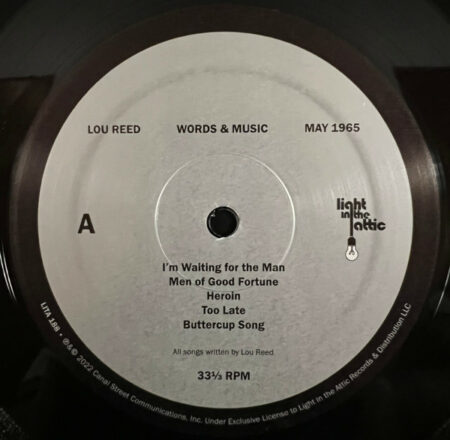 LOU REED WORDS & MUSIC MAY 1965
A
light
in the
attic
I'm Waiting for the Man
Men of Good Fortune
Heroin
Too Late
Buttercup Song
All songs written by Lou Reed
33⅓ RPM
LITA 188 • ℗&© 2022 Canal Street Communications, Inc. Under Exclusive License to Light in the Attic Records & Distribution LLC